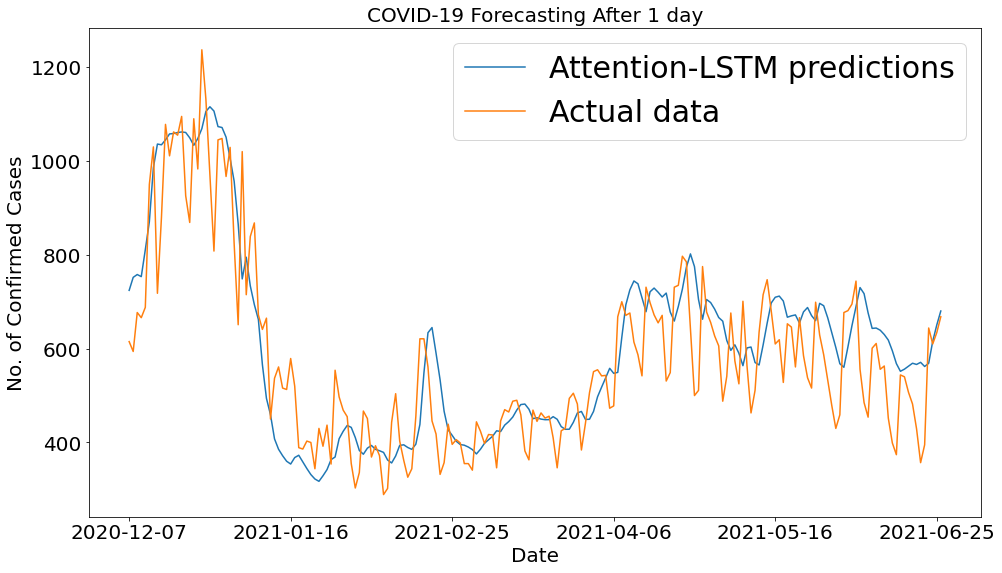 COVID-19 Forecasting After 1 day
Attention-LSTM predictions
Actual data
No. of Confirmed Cases
1200
1000
800
600
400
2020-12-07 2021-01-16 2021-02-25 2021-04-06 2021-05-16 2021-06-25
Date